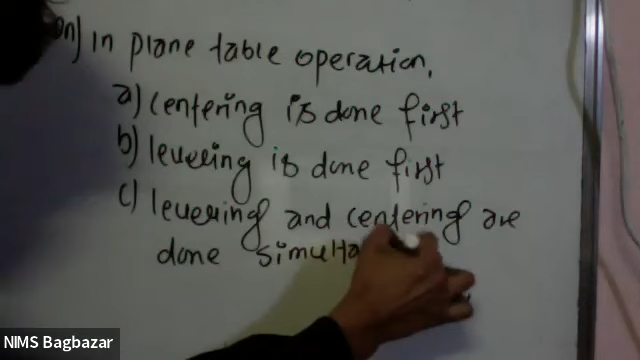 Qn) In plane table operation,
a) Centering is done first
b) levelling is done first
c) levelling and centering are
done simulta
NIMS Bagbazar